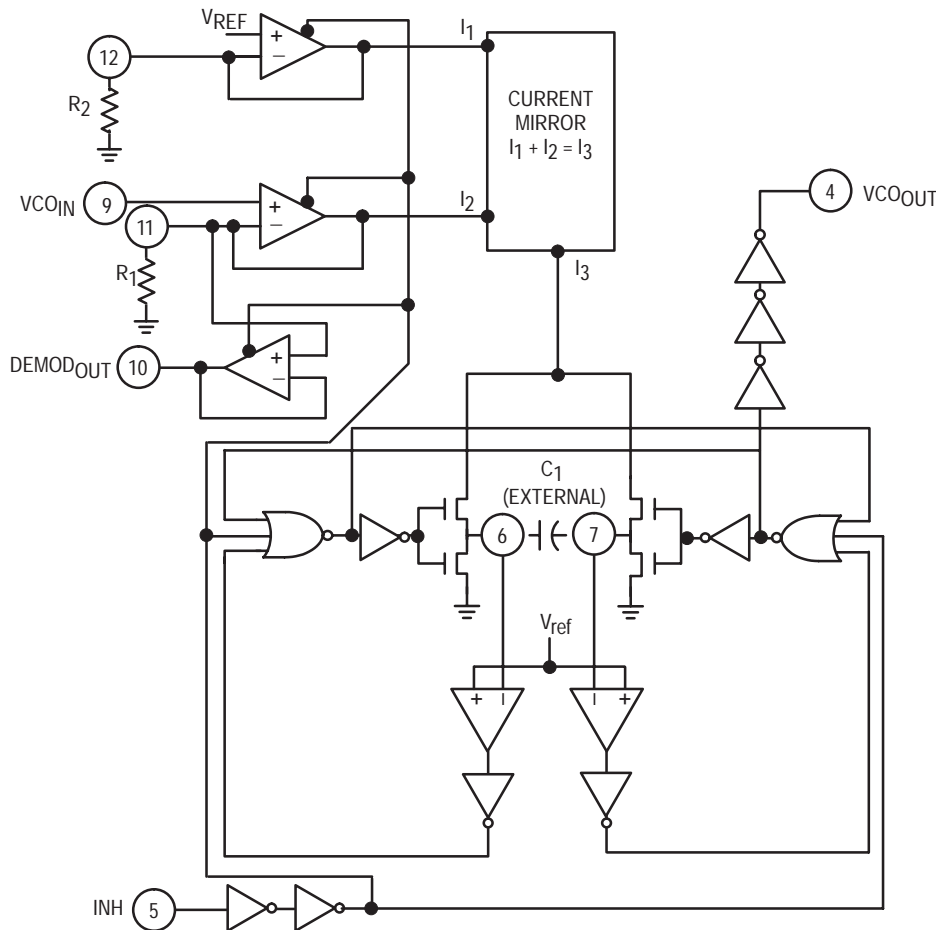 VREF
+
−
I1
12
R2
CURRENT
MIRROR
I1 + I2 = I3
VCOIN 9
+
−
I2
4 VCOOUT
11
R1
I3
DEMODOUT 10
+
−
C1
(EXTERNAL)
6
7
Vref
+ −
− +
INH 5